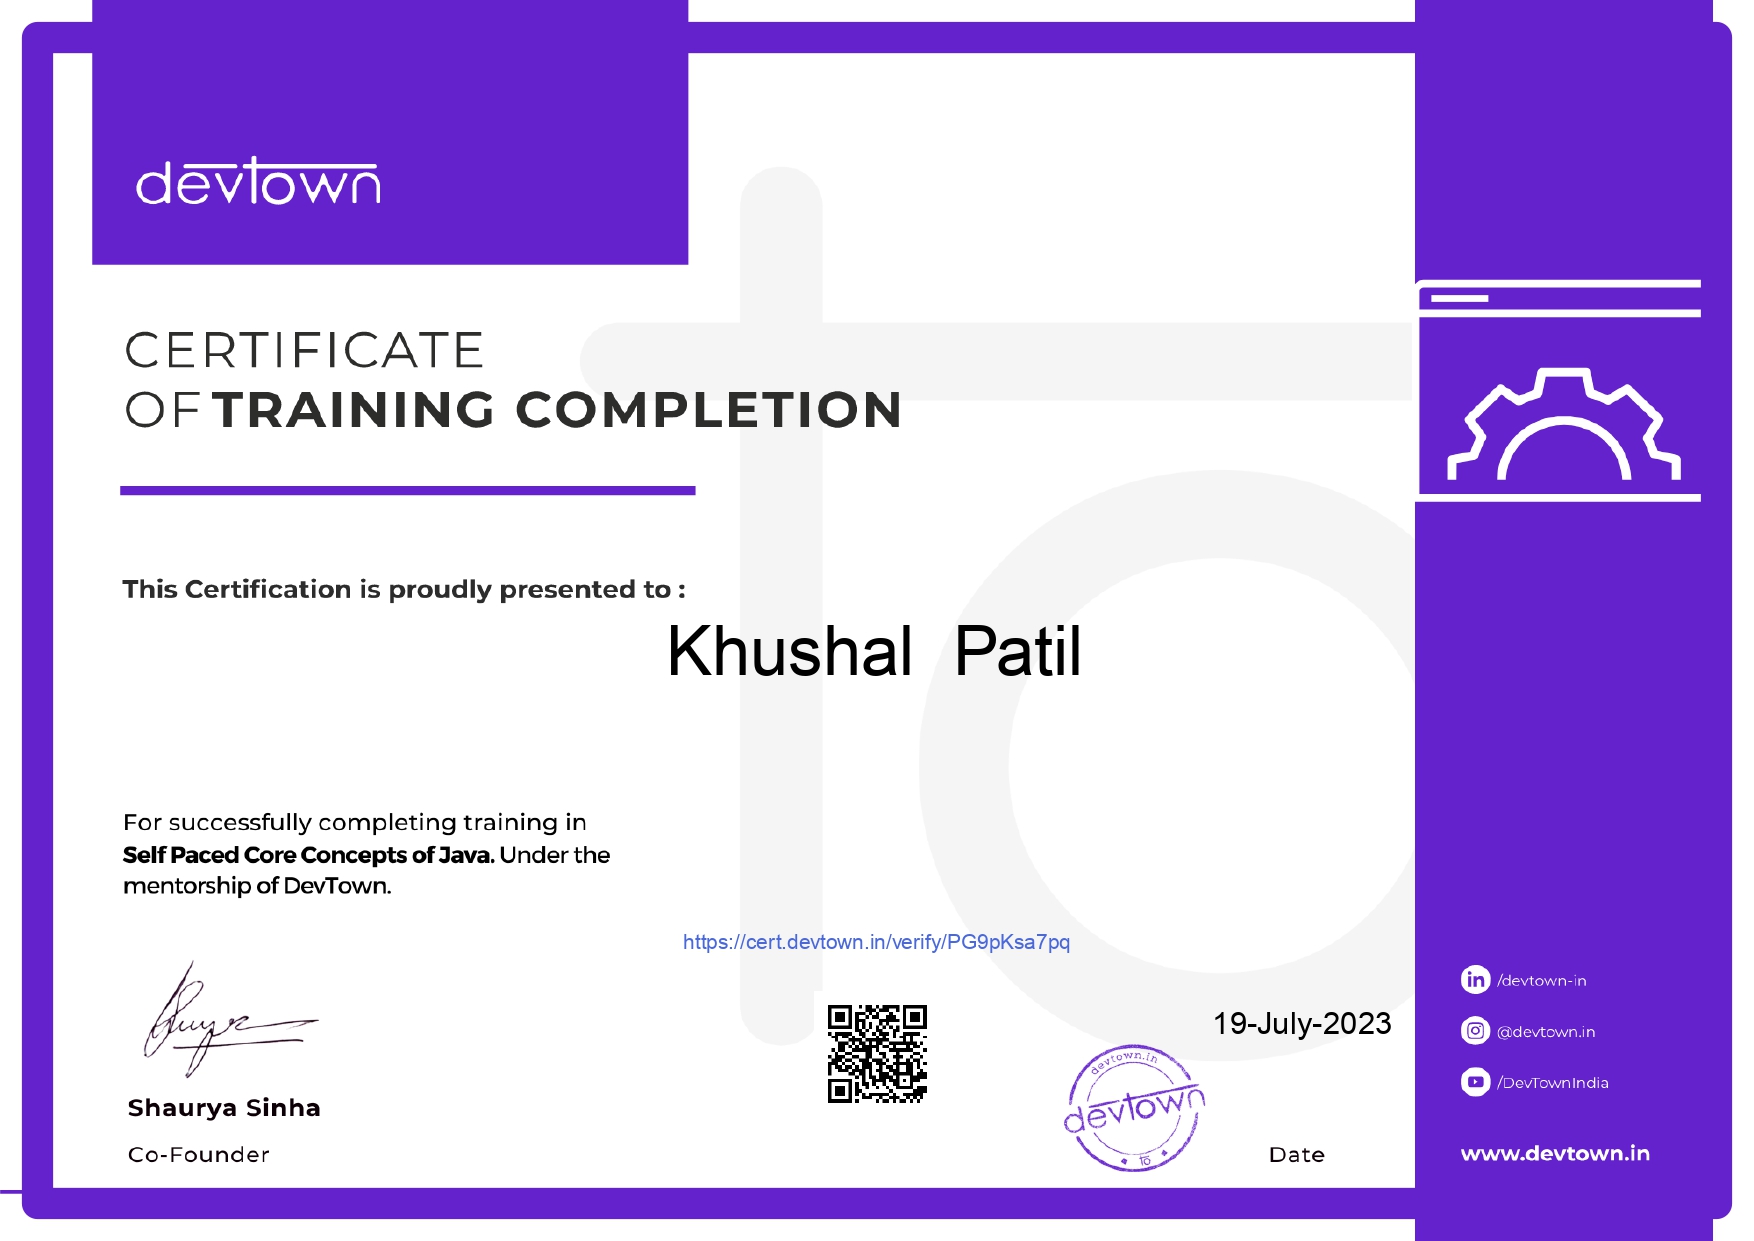 devtown
CERTIFICATE
OF TRAINING COMPLETION
This Certification is proudly presented to :
Khushal Patil
For successfully completing training in
Self Paced Core Concepts of Java. Under the
mentorship of DevTown.
https://cert.devtown.in/verify/PG9pKsa7pq
Shaurya Sinha
Co-Founder
19-July-2023
devtown.in
devtown
to
Date
/devtown-in
@devtown.in
/DevTownIndia
www.devtown.in